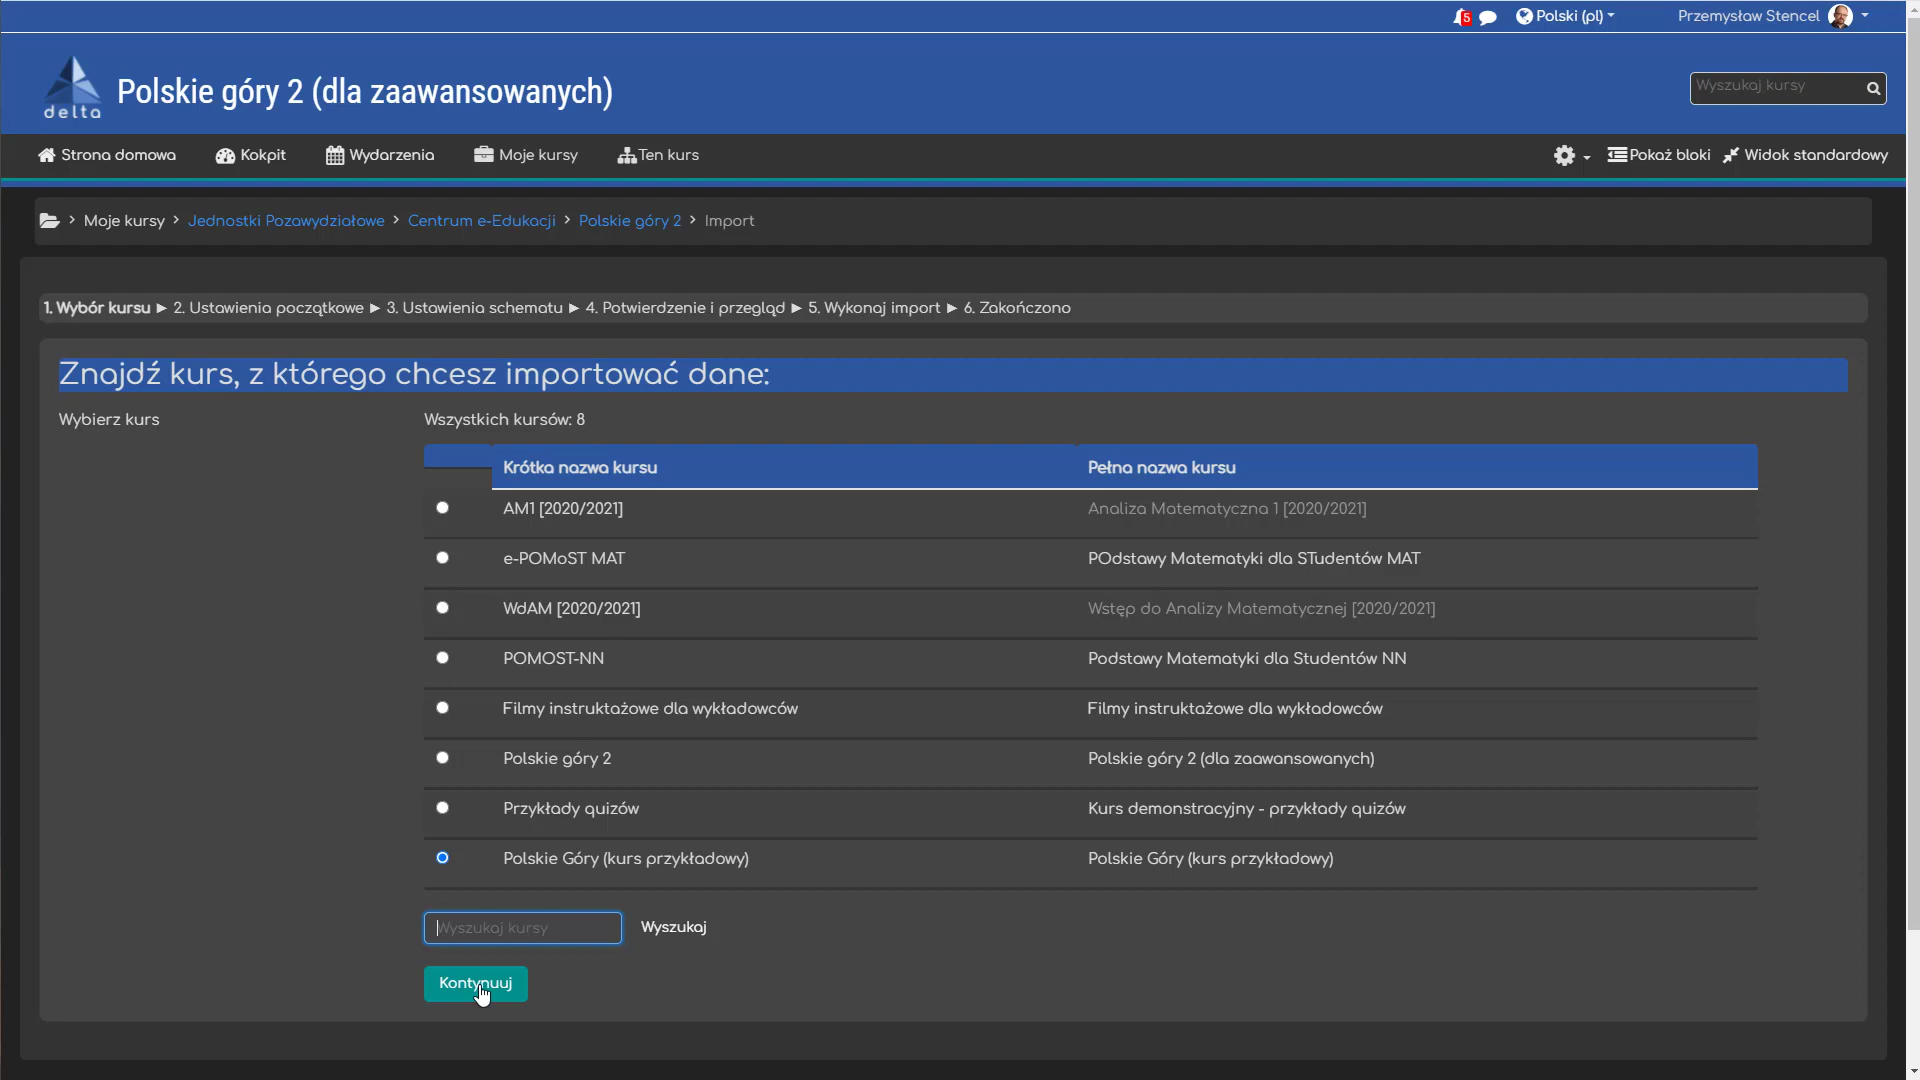 5 Polski (pl) Przemysław Stencel
delta Polskie góry 2 (dla zaawansowanych) Wyszukaj kursy
Strona domowa Kokpit Wydarzenia Moje kursy Ten kurs Pokaż bloki Widok standardowy
> Moje kursy > Jednostki Pozawydziałowe > Centrum e-Edukacji > Polskie góry 2 > Import
1. Wybór kursu ► 2. Ustawienia początkowe ► 3. Ustawienia schematu ► 4. Potwierdzenie i przegląd ► 5. Wykonaj import ► 6. Zakończono
Znajdź kurs, z którego chcesz importować dane:
Wybierz kurs Wszystkich kursów: 8
Krótka nazwa kursu Pełna nazwa kursu
AM1 [2020/2021] Analiza Matematyczna 1 [2020/2021]
e-POMoST MAT POdstawy Matematyki dla STudentów MAT
WdAM [2020/2021] Wstęp do Analizy Matematycznej [2020/2021]
POMOST-NN Podstawy Matematyki dla Studentów NN
Filmy instruktażowe dla wykładowców Filmy instruktażowe dla wykładowców
Polskie góry 2 Polskie góry 2 (dla zaawansowanych)
Przykłady quizów Kurs demonstracyjny - przykłady quizów
Polskie Góry (kurs przykładowy) Polskie Góry (kurs przykładowy)
Wyszukaj kursy Wyszukaj
Kontynuuj